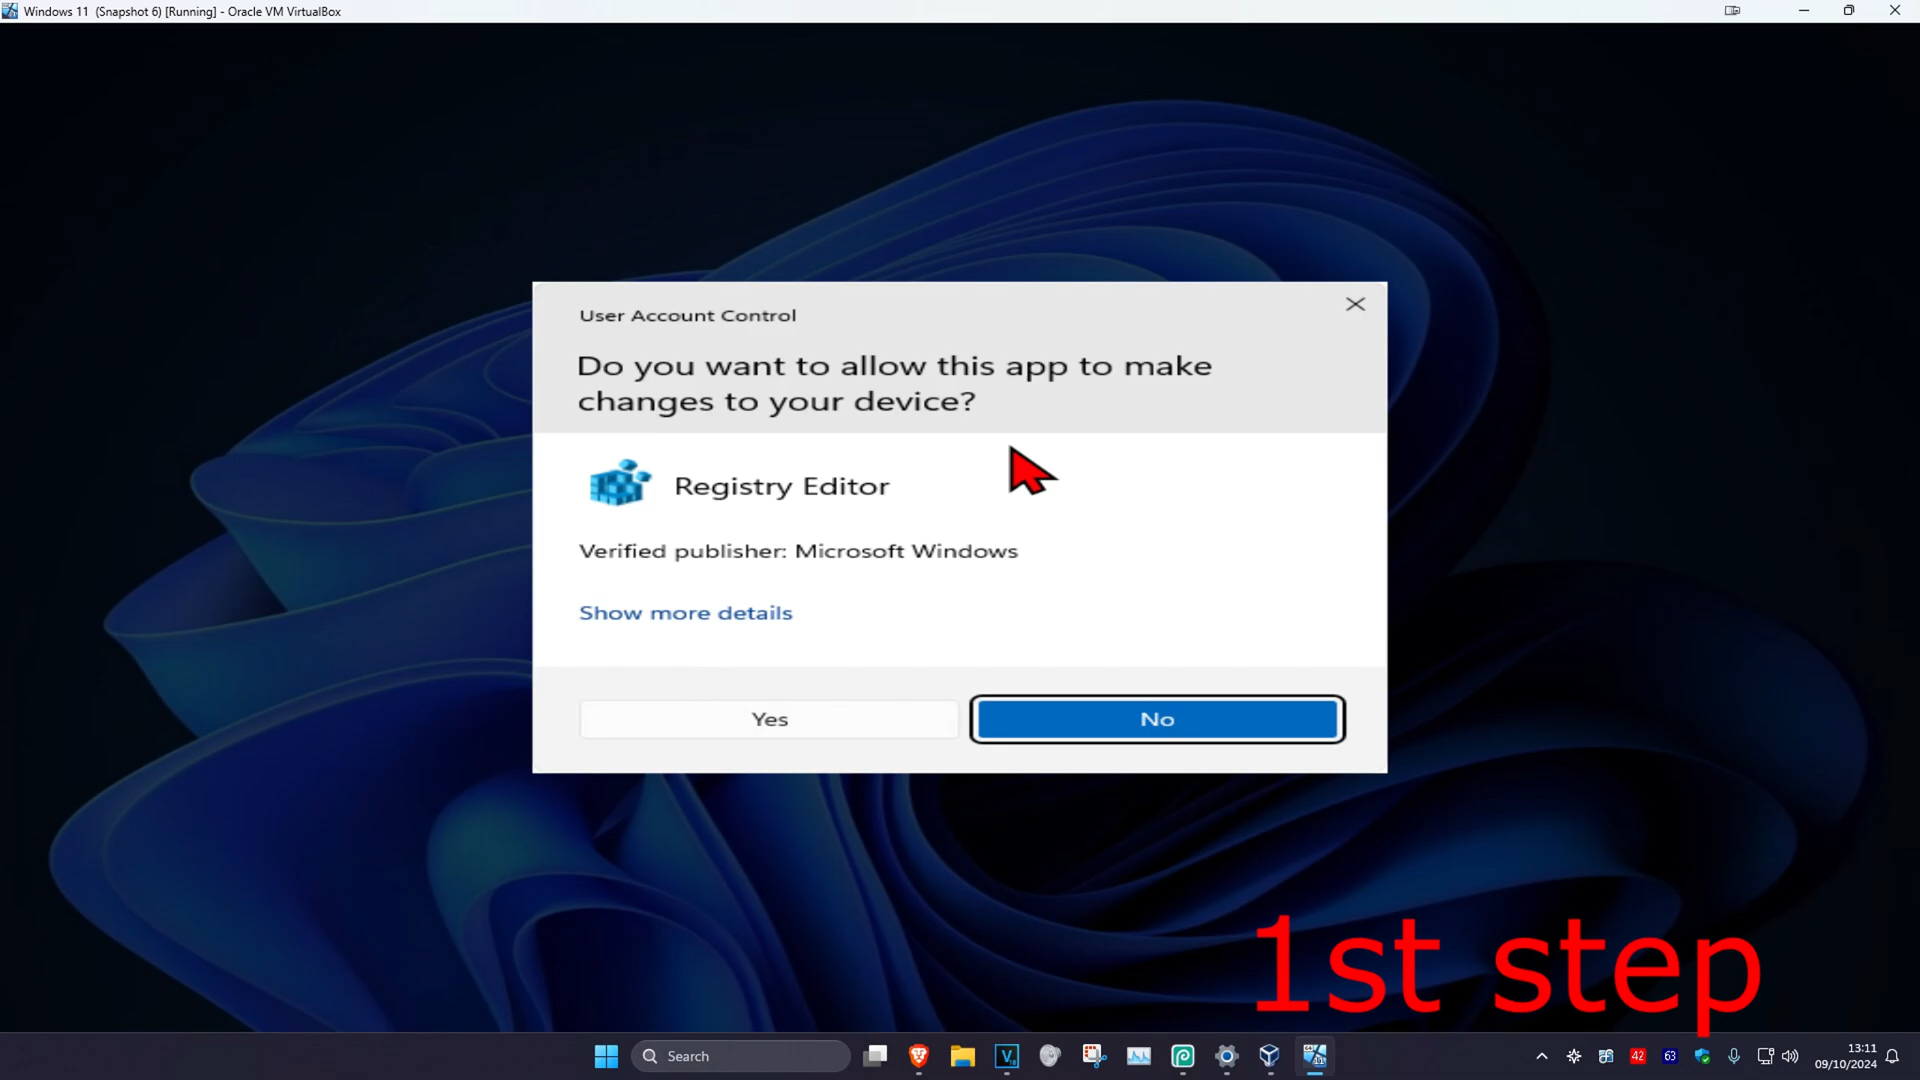 Windows 11 (Snapshot 6) [Running] - Oracle VM VirtualBox
User Account Control
Do you want to allow this app to make
changes to your device?
Registry Editor
Verified publisher: Microsoft Windows
Show more details
Yes
No
1st step
Search
42
63
13:11
09/10/2024